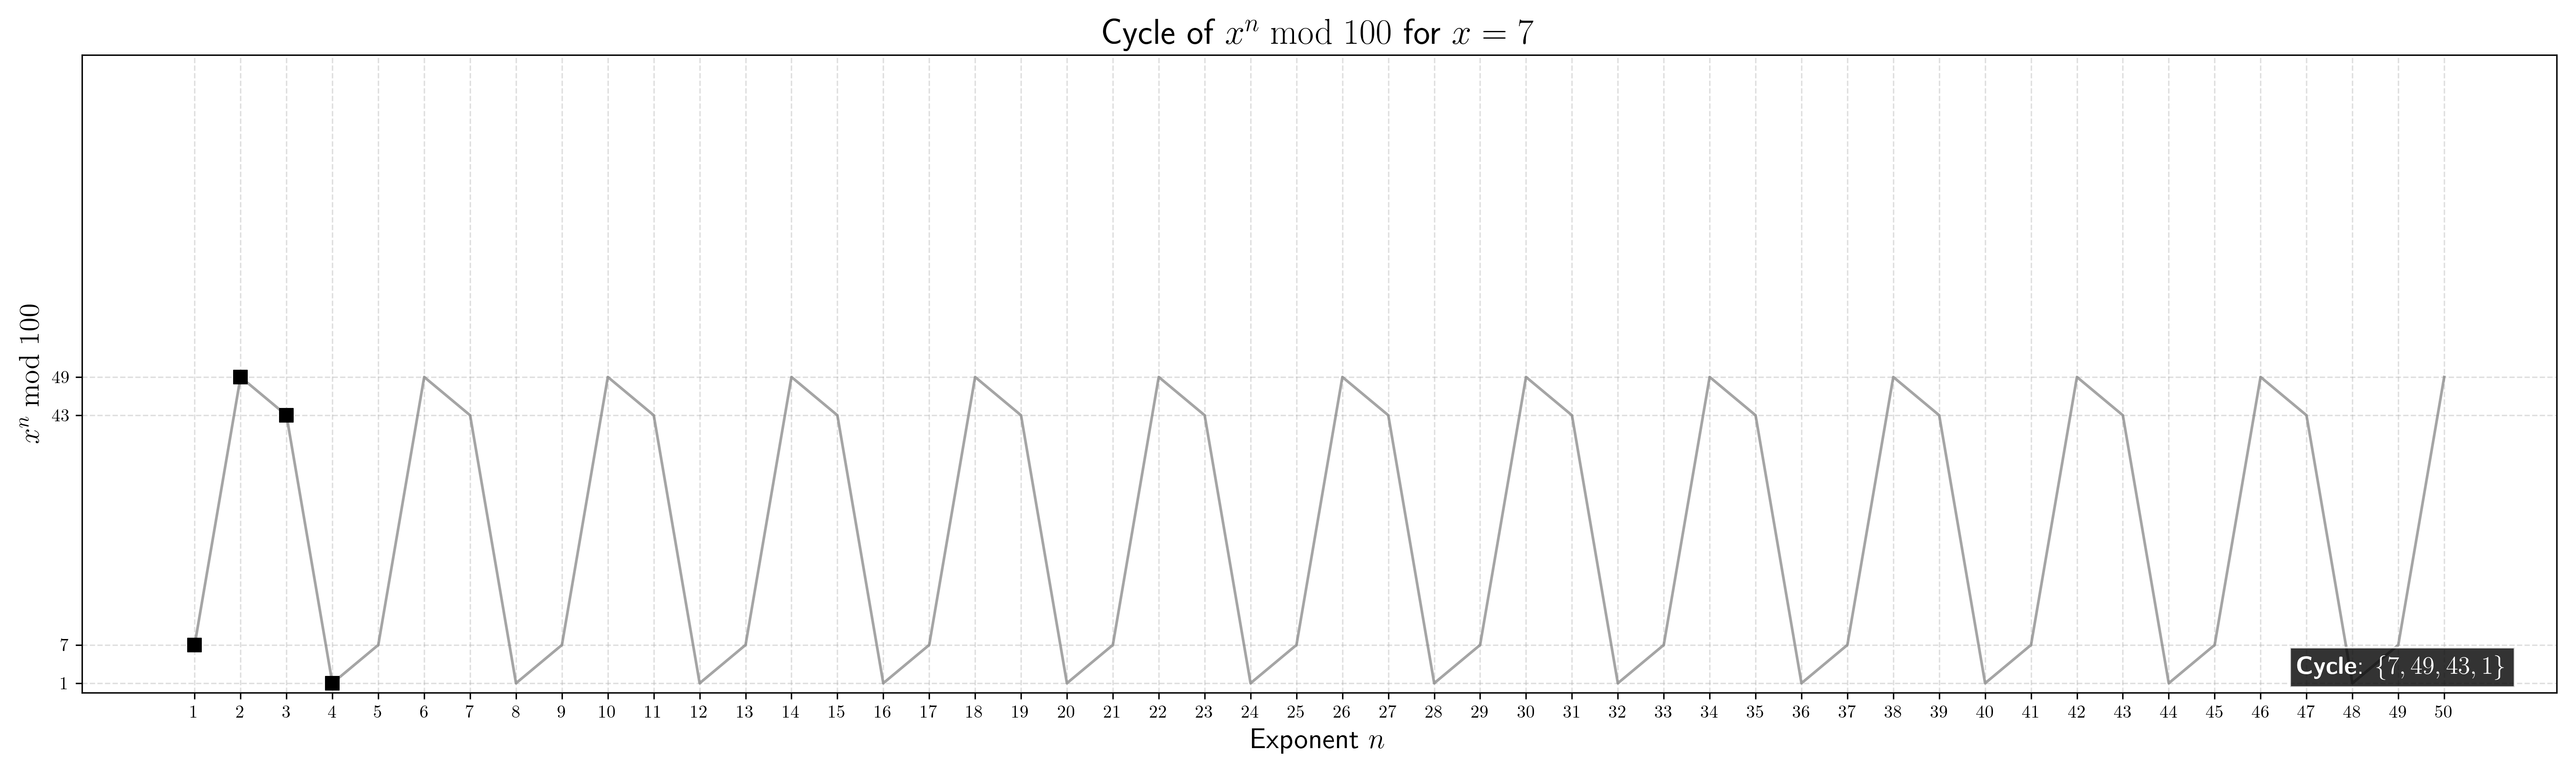 Cycle of $x^n$ mod 100 for $x = 7$
$x^n$ mod 100
49
43
7
1
Cycle: {7, 49, 43, 1}
1 2 3 4 5 6 7 8 9 10 11 12 13 14 15 16 17 18 19 20 21 22 23 24 25 26 27 28 29 30 31 32 33 34 35 36 37 38 39 40 41 42 43 44 45 46 47 48 49 50
Exponent $n$